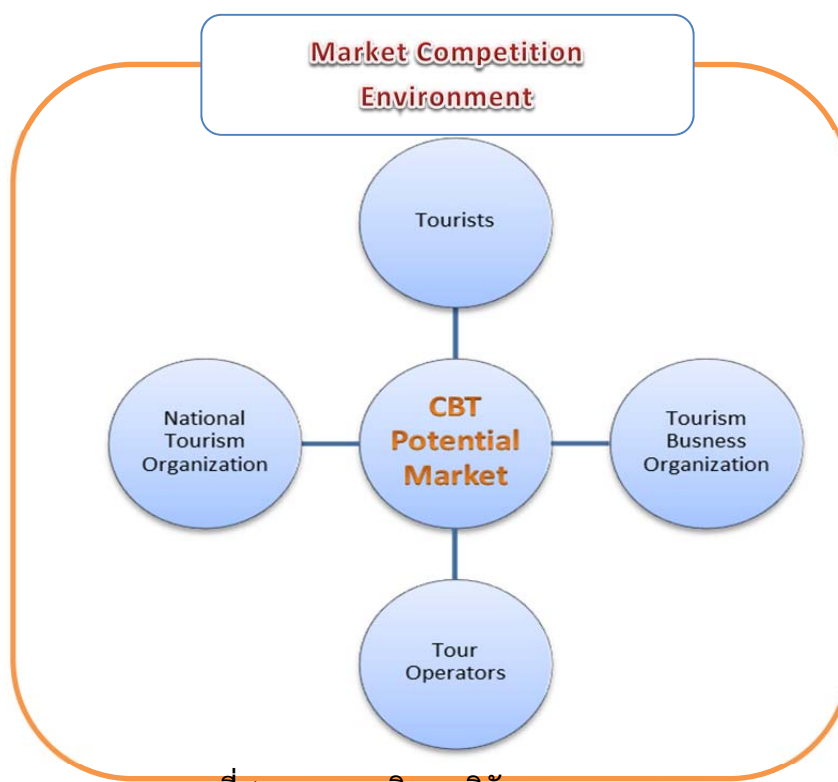 Market Competition
Environment
Tourists
National
Tourism
Organization
CBT
Potential
Market
Tourism
Busness
Organization
Tour
Operators